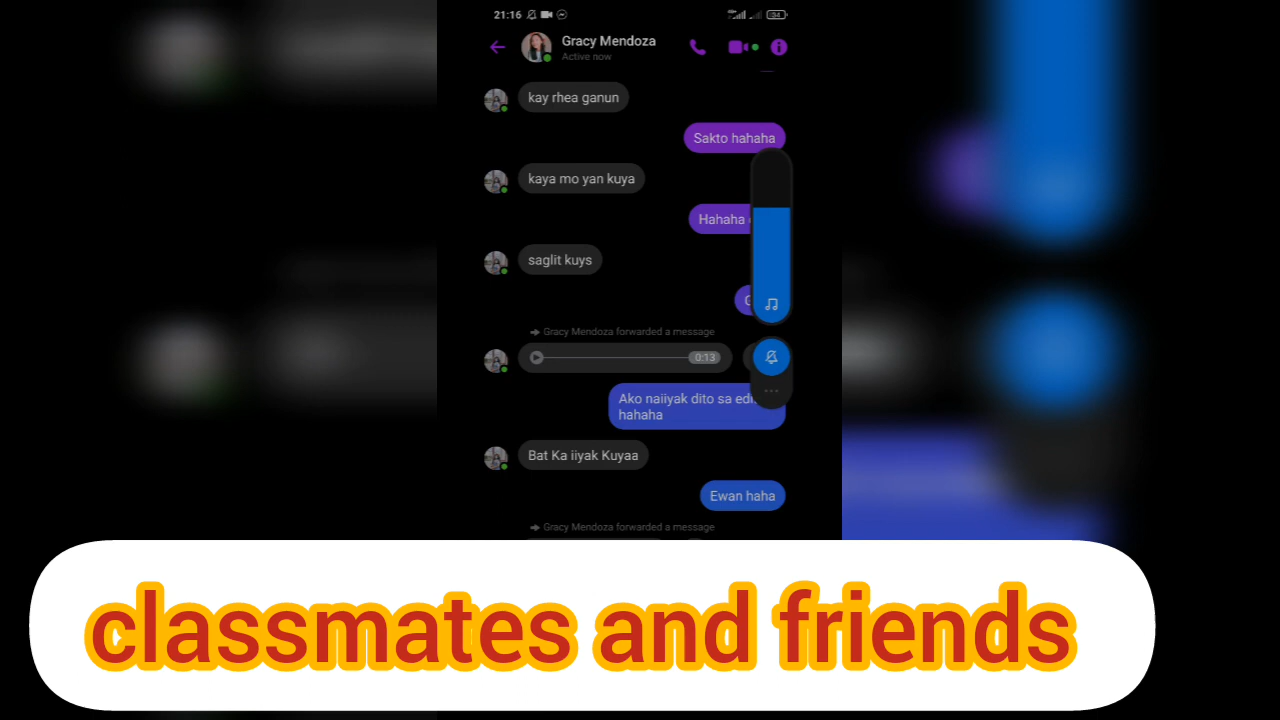 21:16
34
Gracy Mendoza
Active now
kay rhea ganun
Sakto hahaha
kaya mo yan kuya
Hahaha
saglit kuys
G
Gracy Mendoza forwarded a message
0:13
Ako naiiyak dito sa
hahaha
Bat Ka iiyak Kuyaa
Ewan haha
Gracy Mendoza forwarded a message
classmates and friends